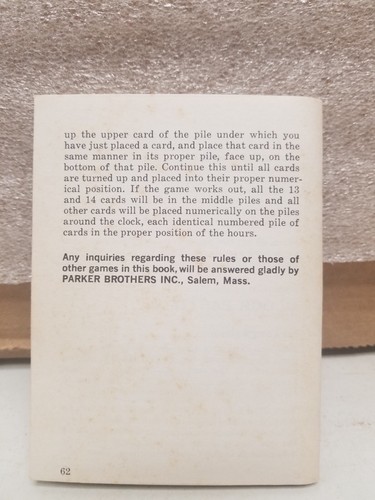 up the upper card of the pile under which you
have just placed a card, and place that card in the
same manner in its proper pile, face up, on the
bottom of that pile. Continue this until all cards
are turned up and placed into their proper numer-
ical position. If the game works out, all the 13
and 14 cards will be in the middle piles and all
other cards will be placed numerically on the piles
around the clock, each identical numbered pile of
cards in the proper position of the hours.
Any inquiries regarding these rules or those of
other games in this book, will be answered gladly by
PARKER BROTHERS INC., Salem, Mass.
62